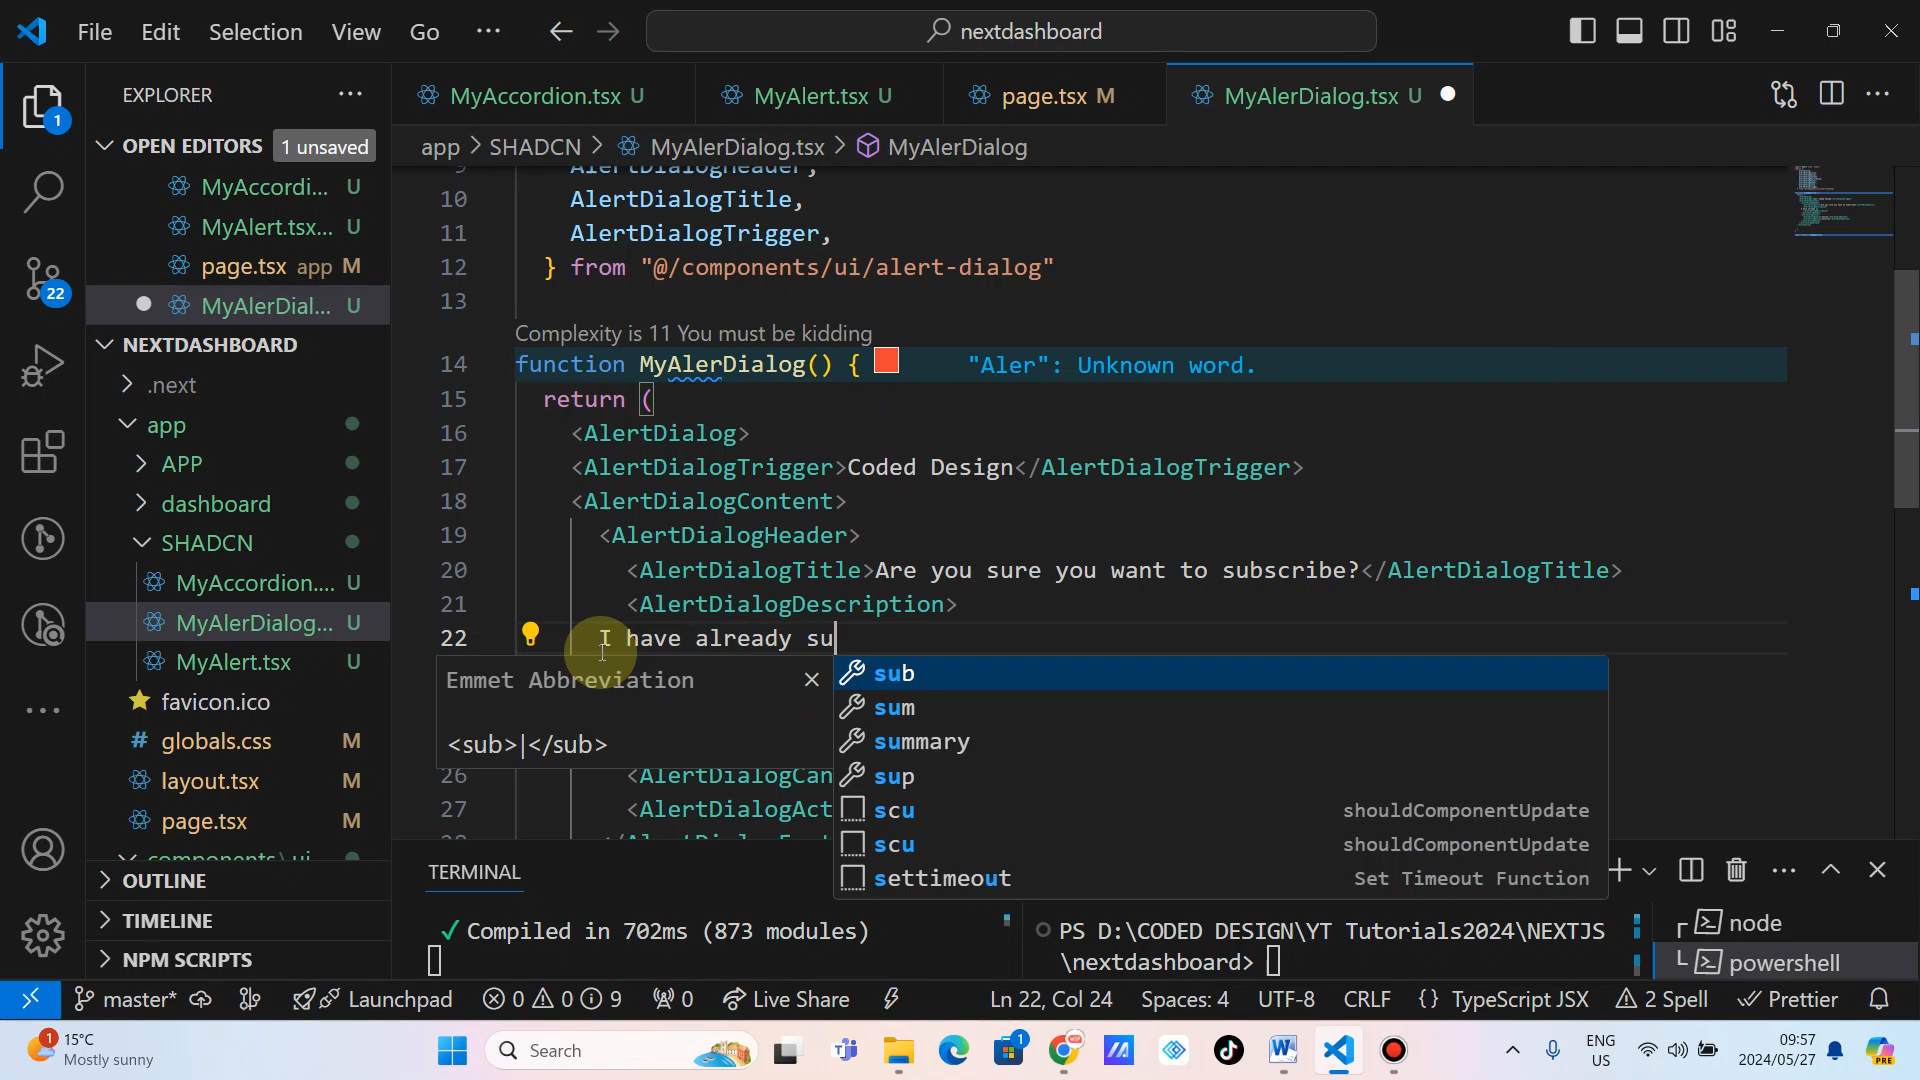 File Edit Selection View Go ··· nextdashboard
EXPLORER ···
MyAccordion.tsx U MyAlert.tsx U page.tsx M MyAlerDialog.tsx U
OPEN EDITORS 1 unsaved
app > SHADCN > MyAlerDialog.tsx > MyAlerDialog
MyAccordi... U
MyAlert.tsx... U
page.tsx app M
MyAlerDial... U
NEXTDASHBOARD
.next
app
APP
dashboard
SHADCN
MyAccordion.... U
MyAlerDialog... U
MyAlert.tsx U
favicon.ico
globals.css M
layout.tsx M
page.tsx M
components\ui
OUTLINE
TIMELINE
NPM SCRIPTS
1
22
9 AlertDialogHeader,
10 AlertDialogTitle,
11 AlertDialogTrigger,
12 } from "@/components/ui/alert-dialog"
13
Complexity is 11 You must be kidding
14 function MyAlerDialog() { "Aler": Unknown word.
15 return (
16 <AlertDialog>
17 <AlertDialogTrigger>Coded Design</AlertDialogTrigger>
18 <AlertDialogContent>
19 <AlertDialogHeader>
20 <AlertDialogTitle>Are you sure you want to subscribe?</AlertDialogTitle>
21 <AlertDialogDescription>
22 I have already su
Emmet Abbreviation
<sub>|</sub>
sub
sum
summary
sup
scu shouldComponentUpdate
scu shouldComponentUpdate
settimeout Set Timeout Function
26 <AlertDialogCan
27 <AlertDialogAct
TERMINAL
✓ Compiled in 702ms (873 modules)
PS D:\CODED DESIGN\YT Tutorials2024\NEXTJS
\nextdashboard>
node
powershell
master* Launchpad 0 0 9 0 Live Share Ln 22, Col 24 Spaces: 4 UTF-8 CRLF {} TypeScript JSX 2 Spell Prettier
1
15°C
Mostly sunny
Search
1
ENG
US
09:57
2024/05/27
PRE